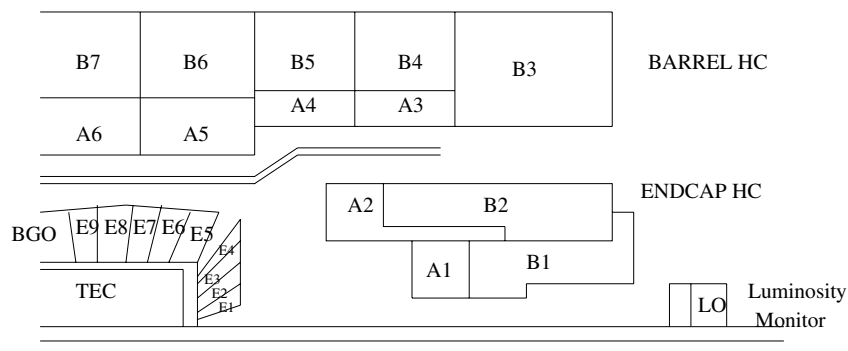 B7 B6 B5 B4 B3 BARREL HC
A6 A5 A4 A3
A2 B2 ENDCAP HC
BGO E9 E8 E7 E6 E5
E4
E3
E2
E1
A1 B1
TEC
LO
Luminosity
Monitor